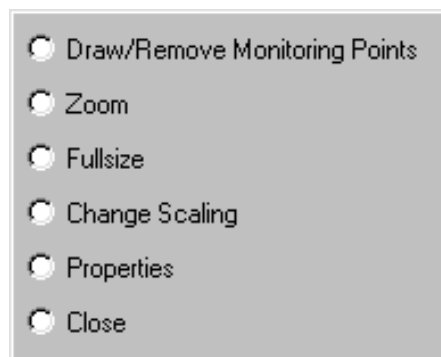 Draw/Remove Monitoring Points
Zoom
Fullsize
Change Scaling
Properties
Close